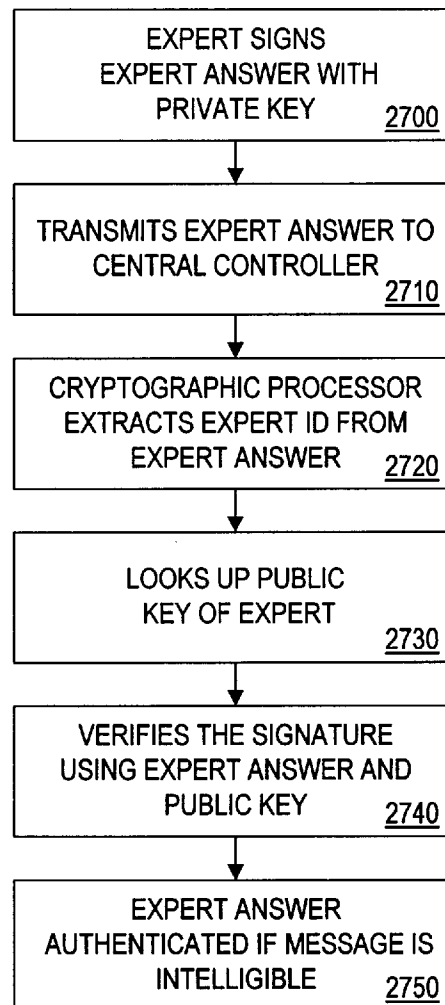 EXPERT SIGNS
EXPERT ANSWER WITH
PRIVATE KEY
2700
TRANSMITS EXPERT ANSWER TO
CENTRAL CONTROLLER
2710
CRYPTOGRAPHIC PROCESSOR
EXTRACTS EXPERT ID FROM
EXPERT ANSWER
2720
LOOKS UP PUBLIC
KEY OF EXPERT
2730
VERIFIES THE SIGNATURE
USING EXPERT ANSWER AND
PUBLIC KEY
2740
EXPERT ANSWER
AUTHENTICATED IF MESSAGE IS
INTELLIGIBLE
2750